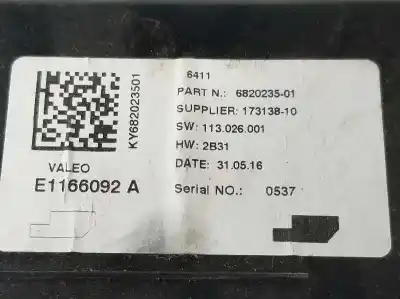 6411
PART N.: 6820235-01
SUPPLIER: 173138-10
SW: 113.026.001
HW: 2B31
DATE: 31.05.16
Serial NO.: 0537
KY682023501
VALEO
E1166092 A